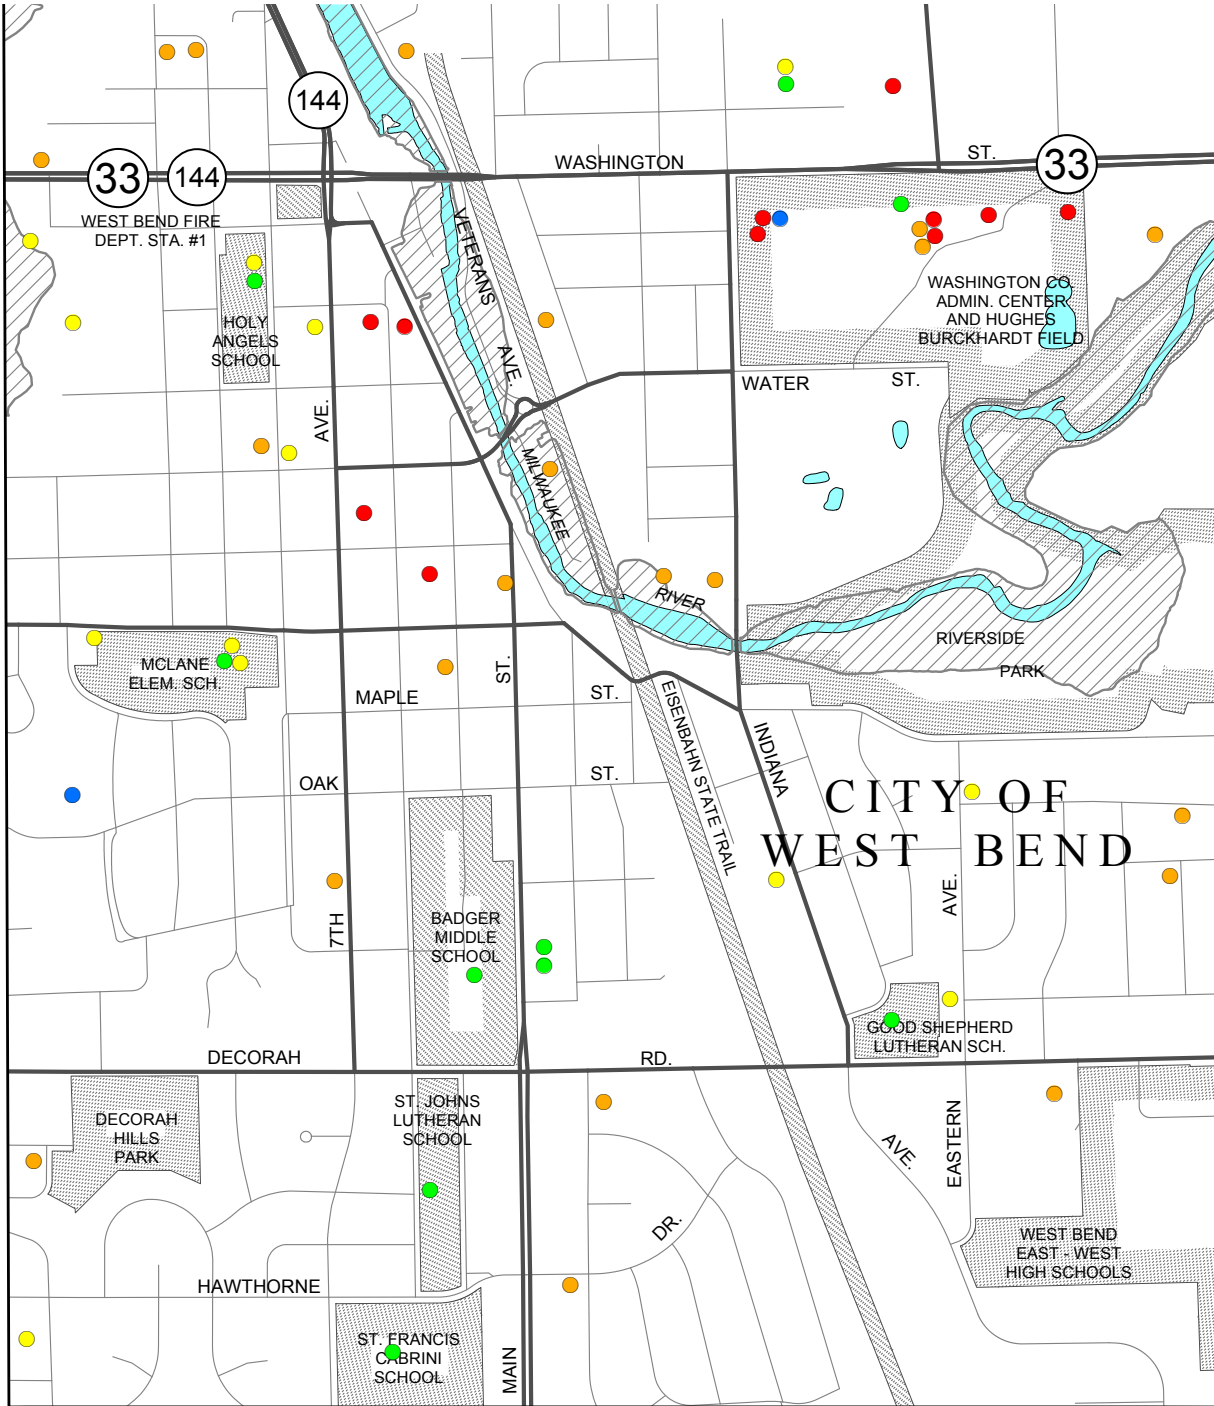 144
WASHINGTON
ST.
33
33
144
WEST BEND FIRE
DEPT. STA. #1
VETERANS
AVE.
HOLY
ANGELS
SCHOOL
WASHINGTON CO.
ADMIN. CENTER
AND HUGHES
BURCKHARDT FIELD
WATER
ST.
AVE.
MILWAUKEE
RIVER
RIVERSIDE
PARK
MCLANE
ELEM. SCH.
MAPLE
ST.
ST.
EISENBAHN STATE TRAIL
INDIANA
OAK
ST.
CITY OF
WEST BEND
AVE.
7TH
BADGER
MIDDLE
SCHOOL
GOOD SHEPHERD
LUTHERAN SCH.
DECORAH
RD.
DECORAH
HILLS
PARK
ST. JOHNS
LUTHERAN
SCHOOL
AVE.
EASTERN
DR.
WEST BEND
EAST - WEST
HIGH SCHOOLS
HAWTHORNE
ST. FRANCIS
CABRINI
SCHOOL
MAIN